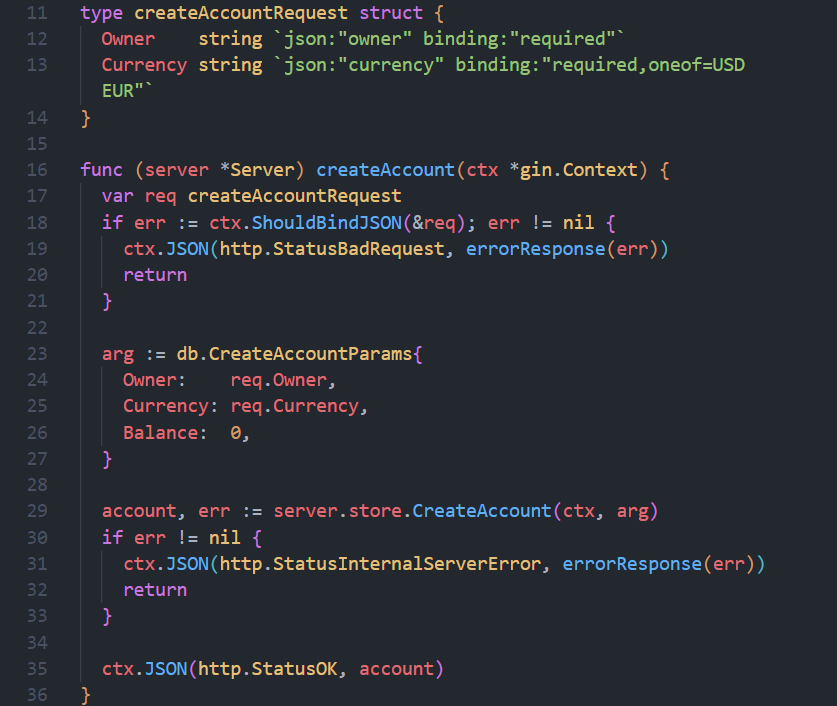 11 type createAccountRequest struct {
12   Owner    string `json:"owner" binding:"required"`
13   Currency string `json:"currency" binding:"required,oneof=USD
  EUR"`
14 }
15
16 func (server *Server) createAccount(ctx *gin.Context) {
17   var req createAccountRequest
18   if err := ctx.ShouldBindJSON(&req); err != nil {
19     ctx.JSON(http.StatusBadRequest, errorResponse(err))
20     return
21   }
22
23   arg := db.CreateAccountParams{
24     Owner:    req.Owner,
25     Currency: req.Currency,
26     Balance:  0,
27   }
28
29   account, err := server.store.CreateAccount(ctx, arg)
30   if err != nil {
31     ctx.JSON(http.StatusInternalServerError, errorResponse(err))
32     return
33   }
34
35   ctx.JSON(http.StatusOK, account)
36 }